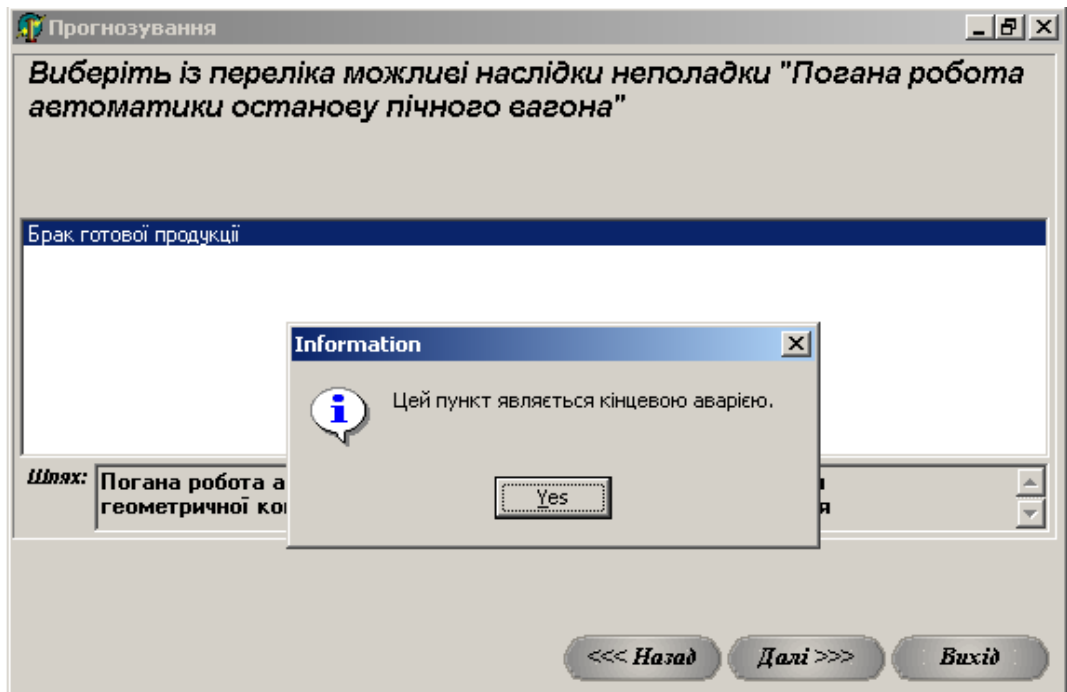 Прогнозування
Виберіть із переліка можливі наслідки неполадки "Погана робота
автоматики останову пічного вагона"
Брак готової продукції
Information
Цей пункт являється кінцевою аварією.
Yes
Шлях:
Погана робота
геометричної
<<< Назад
Далі >>>
Вихід